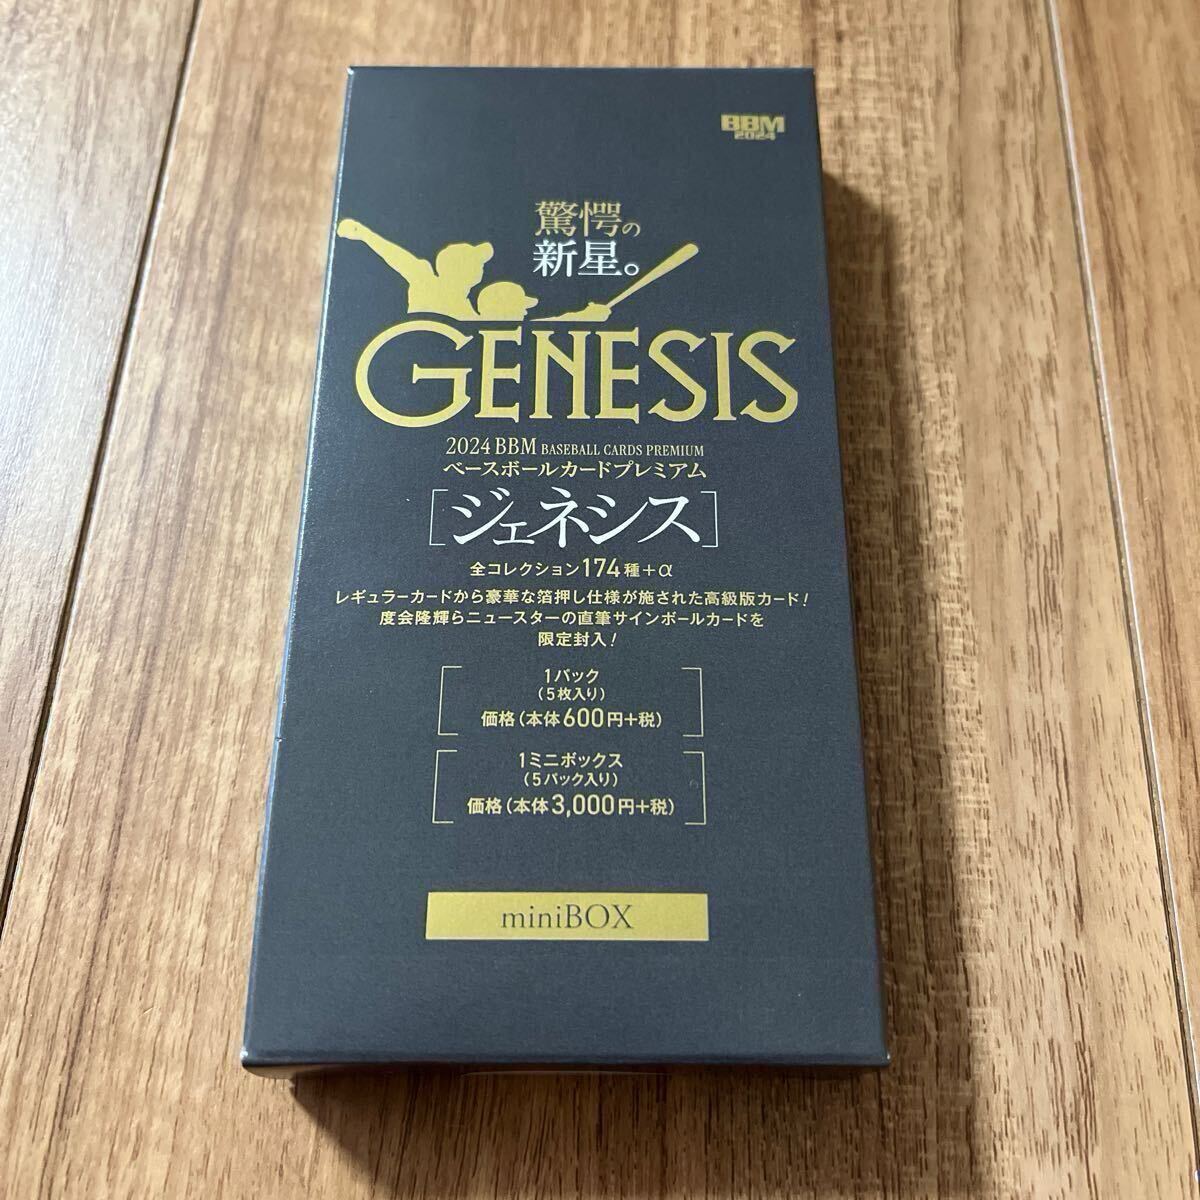 BBM
2024
驚愕の
新星。
GENESIS
2024 BBM BASEBALL CARDS PREMIUM
ベースボールカードプレミアム
[ジェネシス]
全コレクション174種+α
レギュラーカードから豪華な箔押し仕様が施された高級版カード!
度会隆輝らニュースターの直筆サインボールカードを
限定封入!
1パック
(5枚入り)
価格(本体600円+税)
1ミニボックス
(5パック入り)
価格(本体3,000円+税)
miniBOX